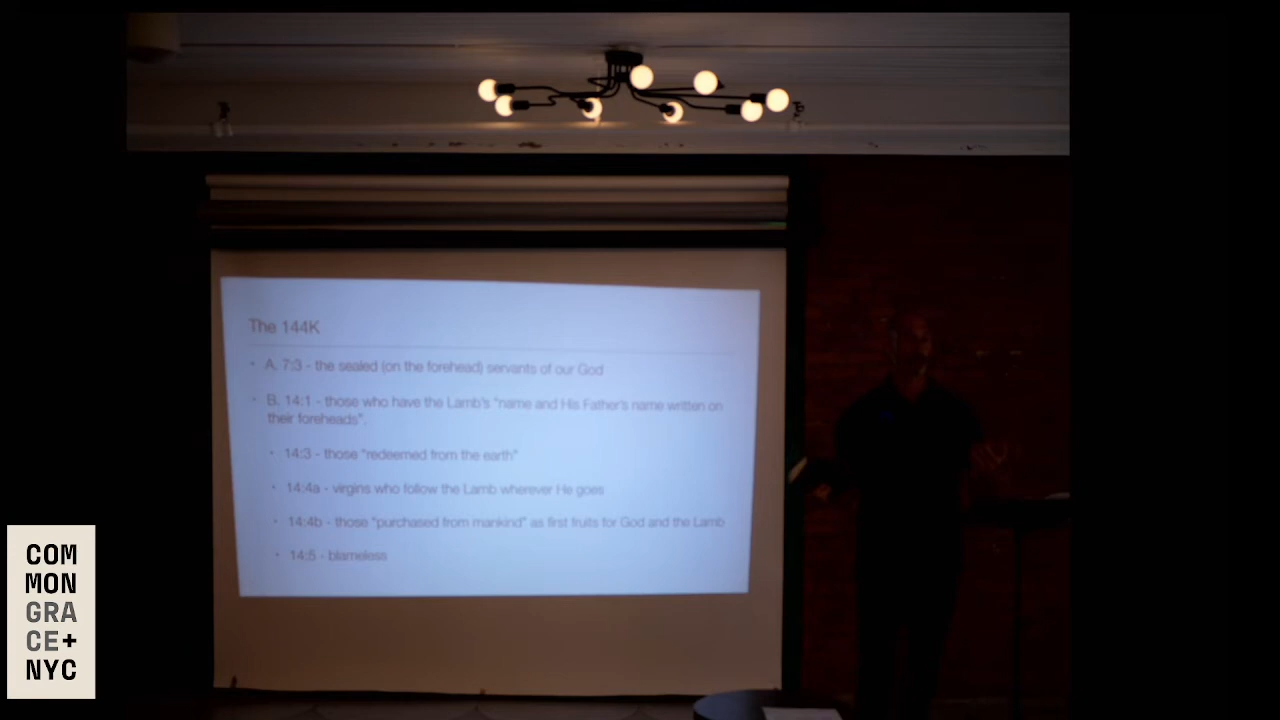 The 144K
• A. 7:3 - the sealed (on the forehead) servants of our God
• B. 14:1 - those who have the Lamb's "name and His Father's name written on
their foreheads".
• 14:3 - those "redeemed from the earth"
• 14:4a - virgins who follow the Lamb wherever He goes
• 14:4b - those "purchased from mankind" as first fruits for God and the Lamb
• 14:5 - blameless
COM
MON
GRA
CE+
NYC